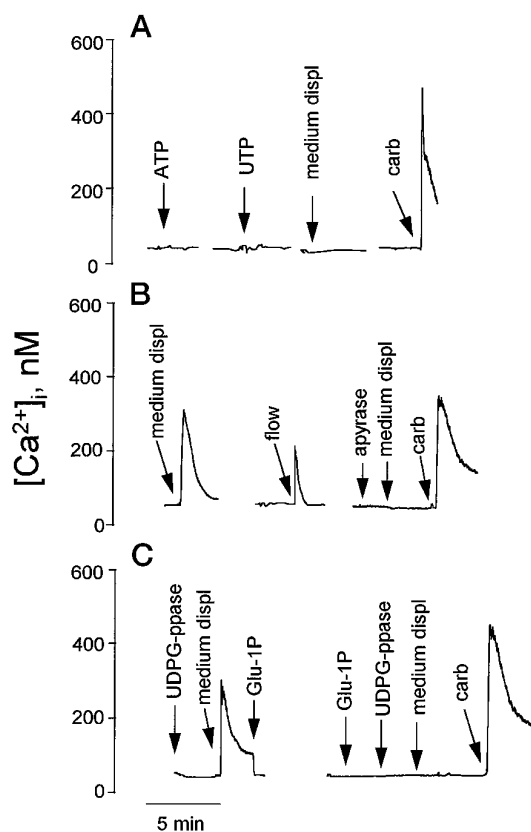 A
600
400
200
0
ATP
UTP
medium displ
carb
B
600
400
200
0
medium displ
flow
apyrase
medium displ
carb
[Ca²⁺]ᵢ, nM
C
600
400
200
0
UDPG-ppase
medium displ
Glu-1P
Glu-1P
UDPG-ppase
medium displ
carb
5 min